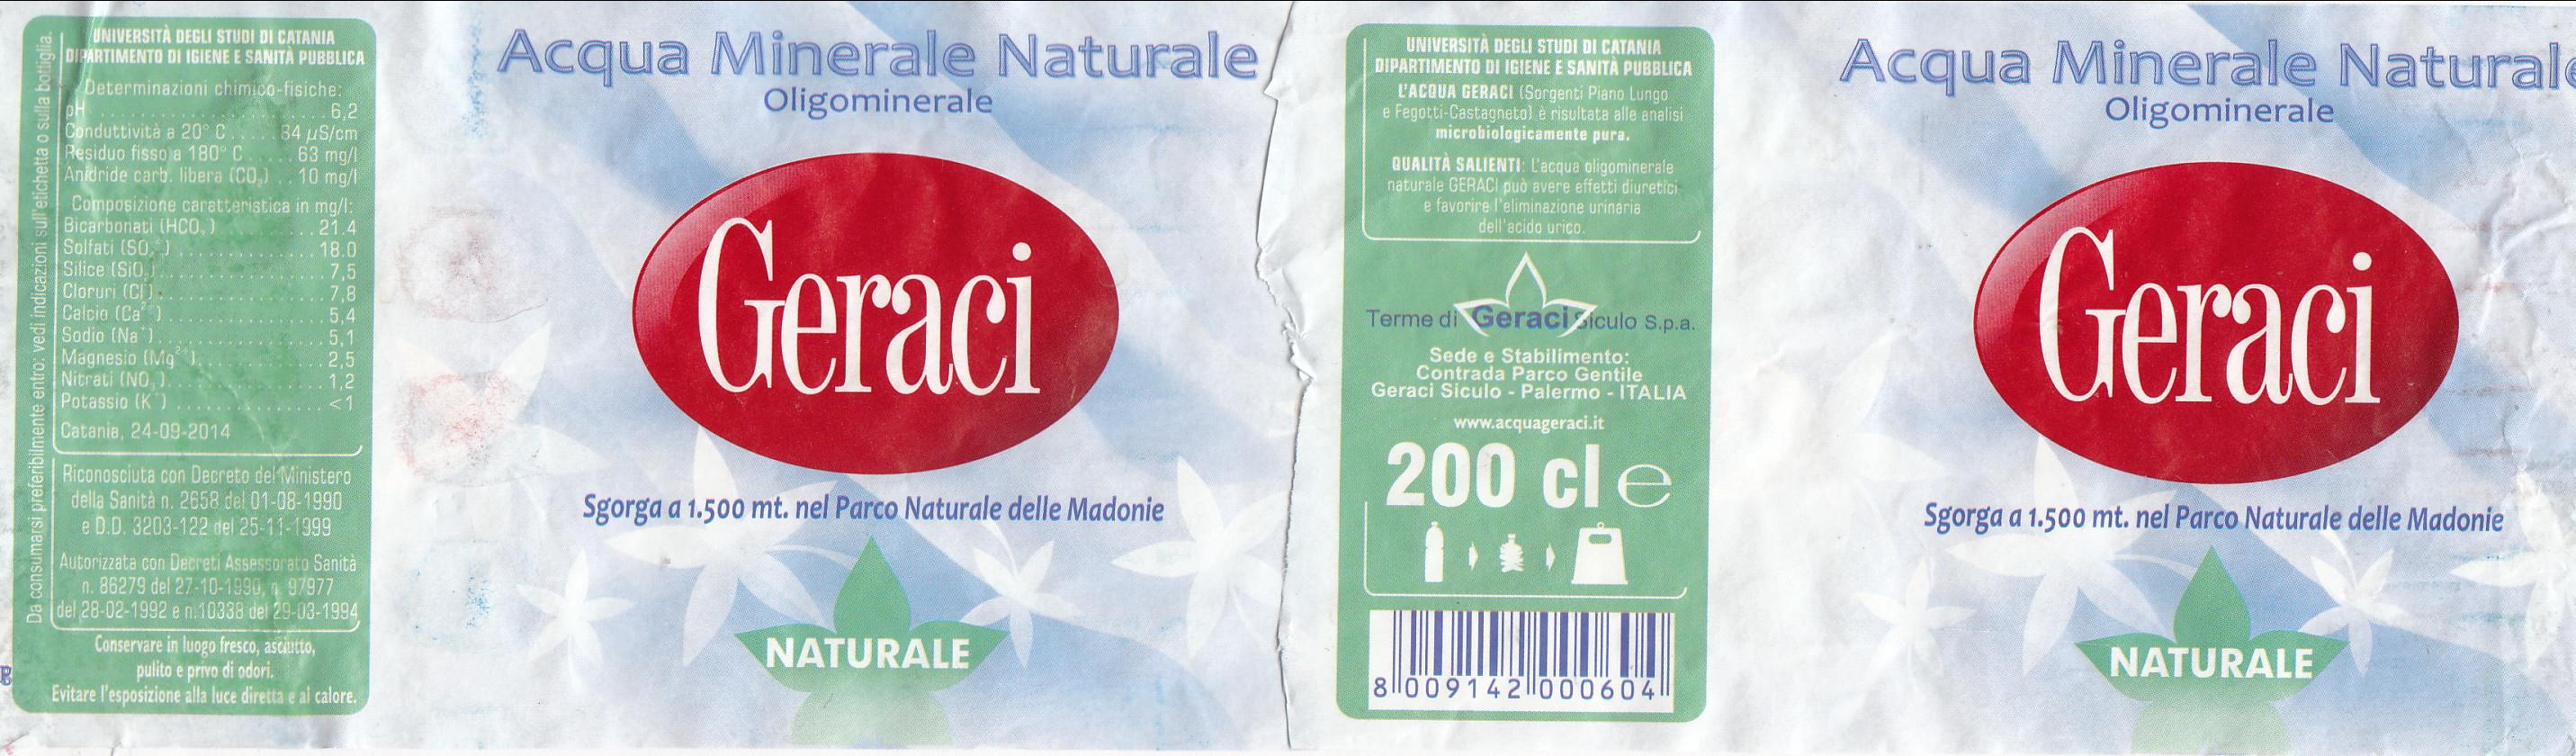 Da consumarsi preferibilmente entro: vedi indicazioni sull'etichetta o sulla bottiglia.
UNIVERSITÀ DEGLI STUDI DI CATANIA
DIPARTIMENTO DI IGIENE E SANITÀ PUBBLICA
Determinazioni chimico-fisiche:
pH ........................ 6,2
Conduttività a 20° C ..... 84 µS/cm
Residuo fisso a 180° C ..... 63 mg/l
Anidride carb. libera (CO₂) .. 10 mg/l
Composizione caratteristica in mg/l:
Bicarbonati (HCO₃⁻) ... 21.4
Solfati (SO₄²⁻) .................. 18.0
Silice (SiO₂) .................... 7,5
Cloruri (Cl⁻) .................... 7,8
Calcio (Ca²⁺) ................... 5,4
Sodio (Na⁺) .................... 5,1
Magnesio (Mg²⁺) ............... 2,5
Nitrati (NO₃⁻) .................. 1,2
Potassio (K⁺) ................ <1
Catania, 24-09-2014
Riconosciuta con Decreto del Ministero
della Sanità n. 2658 del 01-08-1990
e D.D. 3203-122 del 25-11-1999
Autorizzata con Decreti Assessorato Sanità
n. 86279 del 27-10-1990, n. 97977
del 28-02-1992 e n.10338 del 29-03-1994
Conservare in luogo fresco, asciutto,
pulito e privo di odori.
Evitare l'esposizione alla luce diretta e al calore.
Acqua Minerale Naturale
Oligominerale
Geraci
Sgorga a 1.500 mt. nel Parco Naturale delle Madonie
NATURALE
UNIVERSITÀ DEGLI STUDI DI CATANIA
DIPARTIMENTO DI IGIENE E SANITÀ PUBBLICA
L'ACQUA GERACI (Sorgenti Piano Lungo
e Fegotti-Castagneto) è risultata alle analisi
microbiologicamente pura.
QUALITÀ SALIENTI: L'acqua oligominerale
naturale GERACI può avere effetti diuretici
e favorire l'eliminazione urinaria
dell'acido urico.
Terme di Geraci Siculo S.p.a.
Sede e Stabilimento:
Contrada Parco Gentile
Geraci Siculo - Palermo - ITALIA
www.acquageraci.it
200 cl e
8 009142 000604
Acqua Minerale Naturale
Oligominerale
Geraci
Sgorga a 1.500 mt. nel Parco Naturale delle Madonie
NATURALE